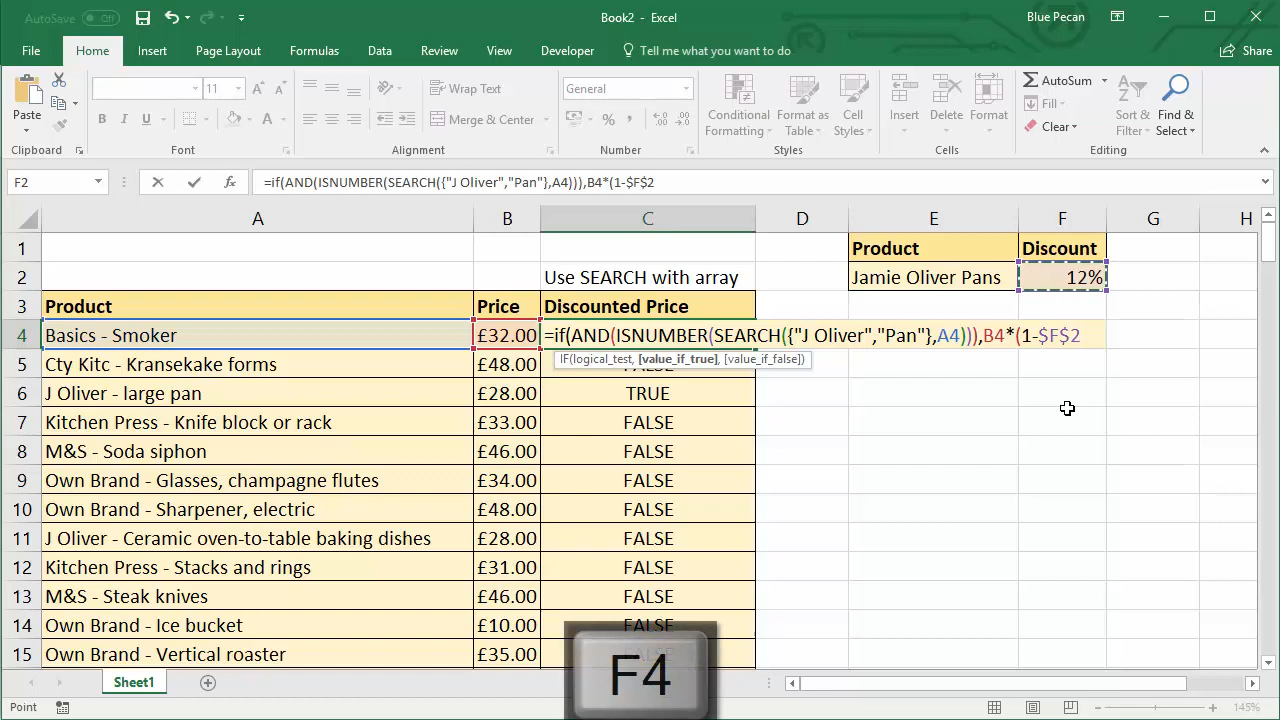 AutoSave Off
Book2 - Excel
Blue Pecan
File Home Insert Page Layout Formulas Data Review View Developer Tell me what you want to do Share
Paste
Clipboard
11
B I U A
Font
Wrap Text
Merge & Center
Alignment
General
Number
Conditional Formatting
Format as Table
Cell Styles
Styles
Insert Delete Format
Cells
AutoSum
Fill
Clear
Sort & Filter
Find & Select
Editing
F2 fx =if(AND(ISNUMBER(SEARCH({"J Oliver","Pan"},A4))),B4*(1-$F$2
A B C D E F G H
1 Product Discount
2 Use SEARCH with array Jamie Oliver Pans 12%
3 Product Price Discounted Price
4 Basics - Smoker £32.00 =if(AND(ISNUMBER(SEARCH({"J Oliver","Pan"},A4))),B4*(1-$F$2
IF(logical_test, [value_if_true], [value_if_false])
5 Cty Kitc - Kransekake forms £48.00
6 J Oliver - large pan £28.00 TRUE
7 Kitchen Press - Knife block or rack £33.00 FALSE
8 M&S - Soda siphon £46.00 FALSE
9 Own Brand - Glasses, champagne flutes £34.00 FALSE
10 Own Brand - Sharpener, electric £48.00 FALSE
11 J Oliver - Ceramic oven-to-table baking dishes £28.00 FALSE
12 Kitchen Press - Stacks and rings £31.00 FALSE
13 M&S - Steak knives £46.00 FALSE
14 Own Brand - Ice bucket £10.00 FALSE
15 Own Brand - Vertical roaster £35.00
F4
Sheet1
Point
145%